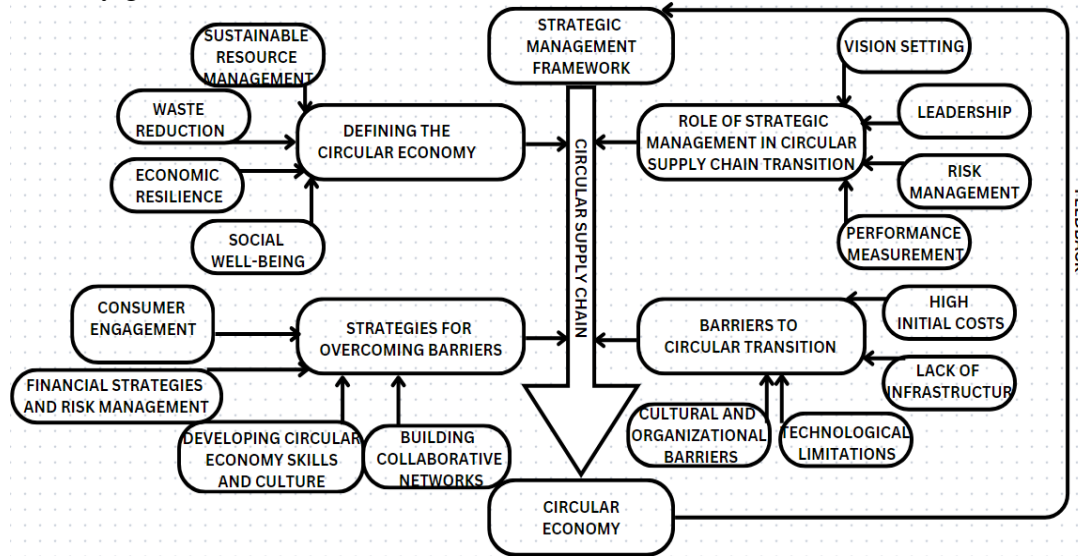 STRATEGIC
MANAGEMENT
FRAMEWORK
SUSTAINABLE
RESOURCE
MANAGEMENT
WASTE
REDUCTION
ECONOMIC
RESILIENCE
SOCIAL
WELL-BEING
DEFINING THE
CIRCULAR ECONOMY
CIRCULAR SUPPLY CHAIN
ROLE OF STRATEGIC
MANAGEMENT IN CIRCULAR
SUPPLY CHAIN TRANSITION
VISION SETTING
LEADERSHIP
RISK
MANAGEMENT
PERFORMANCE
MEASUREMENT
FEEDBACK
CONSUMER
ENGAGEMENT
FINANCIAL STRATEGIES
AND RISK MANAGEMENT
DEVELOPING CIRCULAR
ECONOMY SKILLS
AND CULTURE
BUILDING
COLLABORATIVE
NETWORKS
STRATEGIES FOR
OVERCOMING BARRIERS
BARRIERS TO
CIRCULAR TRANSITION
HIGH
INITIAL COSTS
LACK OF
INFRASTRUCTUR
CULTURAL AND
ORGANIZATIONAL
BARRIERS
TECHNOLOGICAL
LIMITATIONS
CIRCULAR
ECONOMY